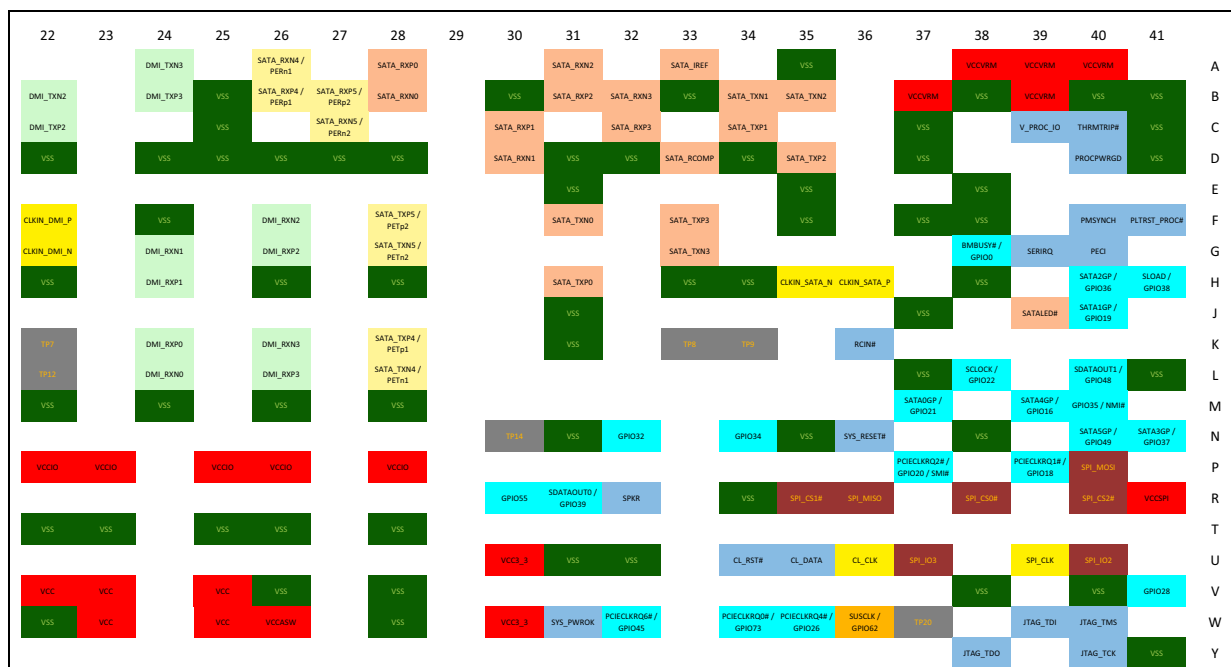 22 23 24 25 26 27 28 29 30 31 32 33 34 35 36 37 38 39 40 41
DMI_TXN3 SATA_RXN4 / PERn1 SATA_RXP0 SATA_RXN2 SATA_IREF VSS VCCVRM VCCVRM VCCVRM A
DMI_TXN2 DMI_TXP3 VSS SATA_RXP4 / PERp1 SATA_RXP5 / PERp2 SATA_RXN0 VSS SATA_RXP2 SATA_RXN3 VSS SATA_TXN1 SATA_TXN2 VCCVRM VSS VCCVRM VSS VSS B
DMI_TXP2 VSS SATA_RXN5 / PERn2 SATA_RXP1 SATA_RXP3 SATA_TXP1 VSS V_PROC_IO THRMTRIP# VSS C
VSS VSS VSS VSS VSS VSS SATA_RXN1 VSS VSS SATA_RCOMP VSS SATA_TXP2 VSS PROCPWRGD VSS D
VSS VSS VSS E
CLKIN_DMI_P VSS DMI_RXN2 SATA_TXP5 / PETp2 SATA_TXN0 SATA_TXP3 VSS VSS VSS PMSYNCH PLTRST_PROC# F
CLKIN_DMI_N DMI_RXN1 DMI_RXP2 SATA_TXN5 / PETn2 SATA_TXN3 BMBUSY# / GPIO0 SERIRQ PECI G
VSS DMI_RXP1 VSS VSS SATA_TXP0 VSS VSS CLKIN_SATA_N CLKIN_SATA_P VSS SATA2GP / GPIO36 SLOAD / GPIO38 H
VSS VSS SATALED# SATA1GP / GPIO19 J
TP7 DMI_RXP0 DMI_RXN3 SATA_TXP4 / PETp1 VSS TP8 TP9 RCIN# K
TP12 DMI_RXN0 DMI_RXP3 SATA_TXN4 / PETn1 VSS SCLOCK / GPIO22 SDATAOUT1 / GPIO48 VSS L
VSS VSS VSS VSS SATA0GP / GPIO21 SATA4GP / GPIO16 GPIO35 / NMI# M
TP14 VSS GPIO32 GPIO34 VSS SYS_RESET# VSS SATA5GP / GPIO49 SATA3GP / GPIO37 N
VCCIO VCCIO VCCIO VCCIO VCCIO PCIECLKRQ2# / GPIO20 / SMI# PCIECLKRQ1# / GPIO18 SPI_MOSI P
GPIO55 SDATAOUT0 / GPIO39 SPKR VSS SPI_CS1# SPI_MISO SPI_CS0# SPI_CS2# VCCSPI R
VSS VSS VSS VSS VSS T
VCC3_3 VSS VSS CL_RST# CL_DATA CL_CLK SPI_IO3 SPI_CLK SPI_IO2 U
VCC VCC VCC VSS VSS VSS VSS GPIO28 V
VSS VCC VCC VCCASW VSS VCC3_3 SYS_PWROK PCIECLKRQ6# / GPIO45 PCIECLKRQ0# / GPIO73 PCIECLKRQ4# / GPIO26 SUSCLK / GPIO62 TP20 JTAG_TDI JTAG_TMS W
JTAG_TDO JTAG_TCK VSS Y